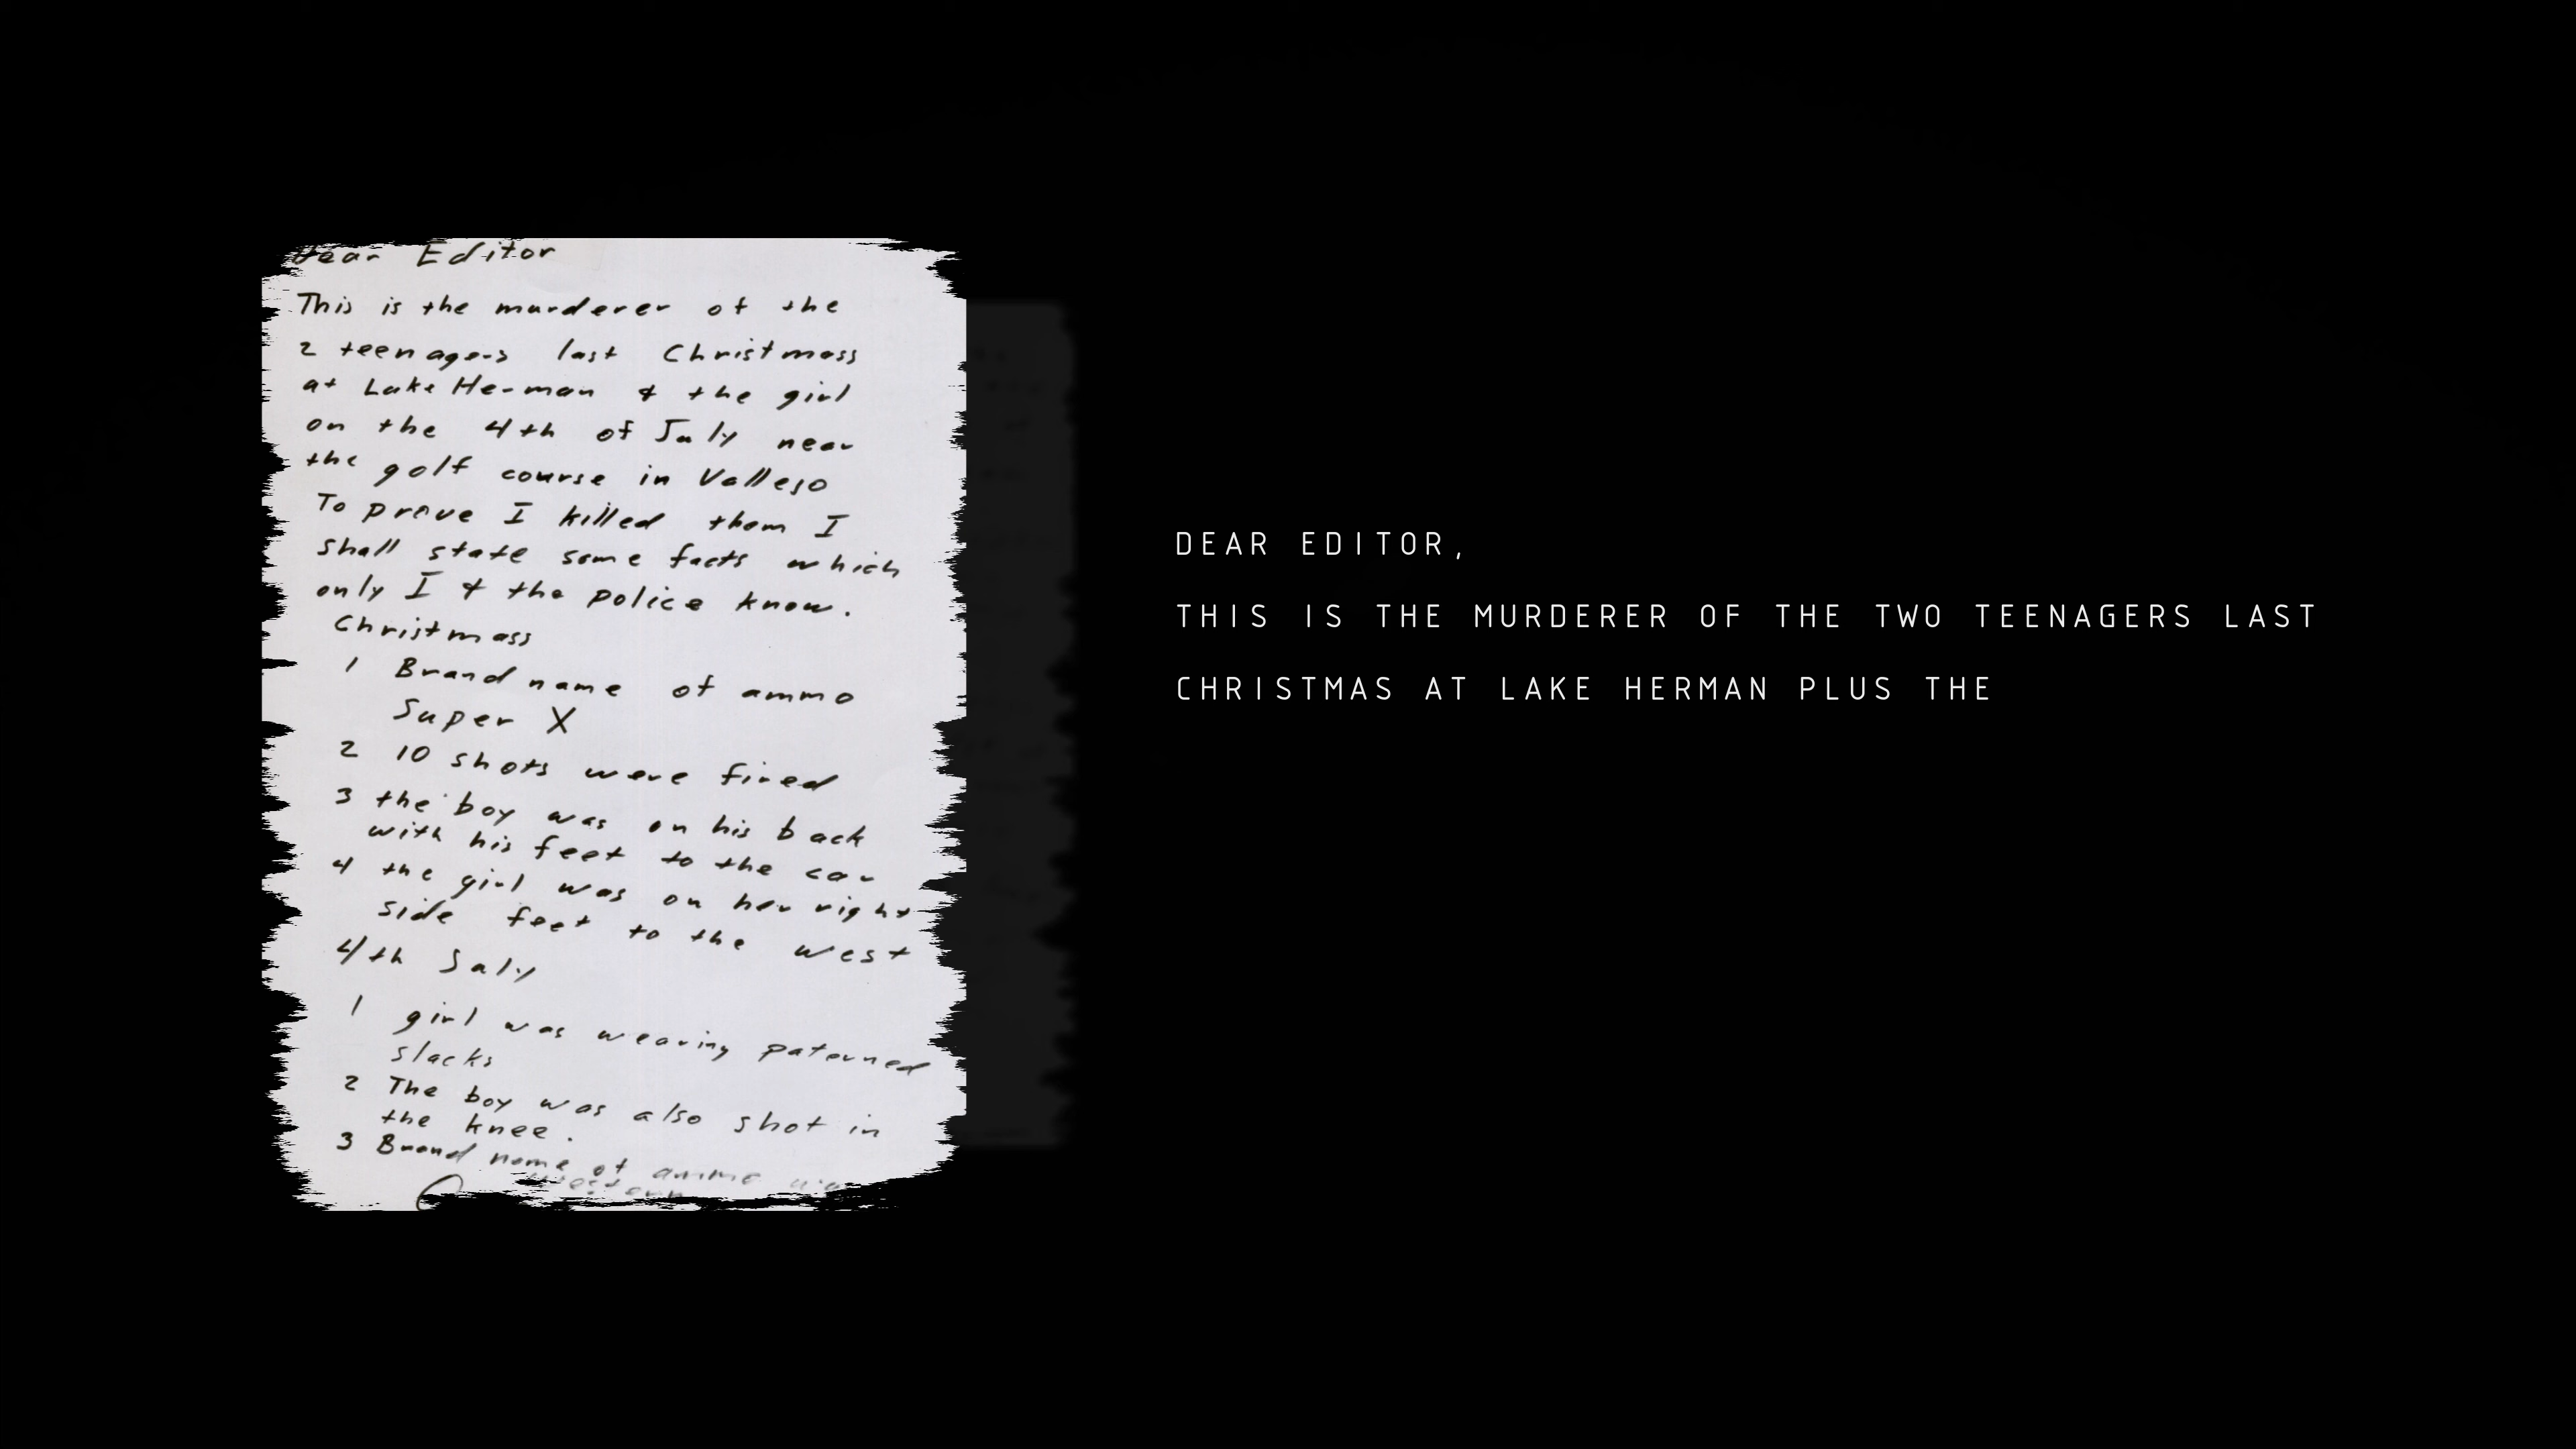 Dear Editor
This is the murderer of the
2 teenagers last Christmass
at Lake Herman & the girl
on the 4th of July near
the golf course in Vallejo
To prove I killed them I
shall state some facts which
only I & the police know.
Christmass
1 Brand name of ammo
Super X
2 10 shots were fired
3 the boy was on his back
with his feet to the car
4 the girl was on her right
side feet to the west
4th July
1 girl was wearing paterned
slacks
2 The boy was also shot in
the knee.
3 Brand name of ammo was
western
DEAR EDITOR,
THIS IS THE MURDERER OF THE TWO TEENAGERS LAST
CHRISTMAS AT LAKE HERMAN PLUS THE